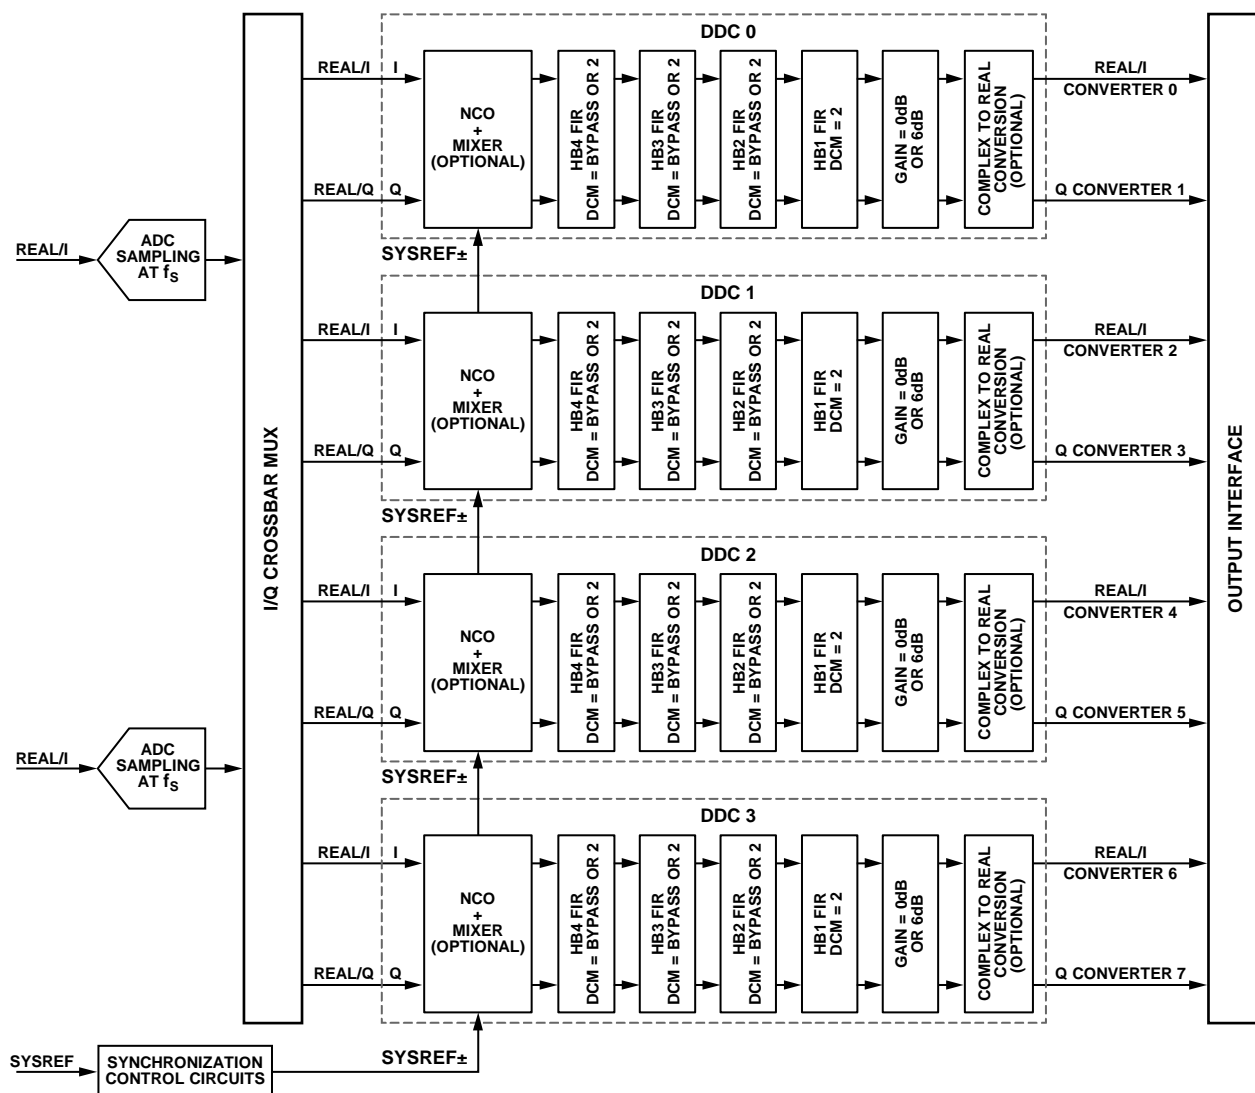 DDC 0
REAL/I I
NCO
+
MIXER
(OPTIONAL)
REAL/Q Q
HB4 FIR
DCM = BYPASS OR 2
HB3 FIR
DCM = BYPASS OR 2
HB2 FIR
DCM = BYPASS OR 2
HB1 FIR
DCM = 2
GAIN = 0dB
OR 6dB
COMPLEX TO REAL
CONVERSION
(OPTIONAL)
REAL/I
CONVERTER 0
Q CONVERTER 1
SYSREF±
REAL/I
ADC
SAMPLING
AT fS
I/Q CROSSBAR MUX
DDC 1
REAL/I I
NCO
+
MIXER
(OPTIONAL)
REAL/Q Q
HB4 FIR
DCM = BYPASS OR 2
HB3 FIR
DCM = BYPASS OR 2
HB2 FIR
DCM = BYPASS OR 2
HB1 FIR
DCM = 2
GAIN = 0dB
OR 6dB
COMPLEX TO REAL
CONVERSION
(OPTIONAL)
REAL/I
CONVERTER 2
Q CONVERTER 3
SYSREF±
OUTPUT INTERFACE
DDC 2
REAL/I I
NCO
+
MIXER
(OPTIONAL)
REAL/Q Q
HB4 FIR
DCM = BYPASS OR 2
HB3 FIR
DCM = BYPASS OR 2
HB2 FIR
DCM = BYPASS OR 2
HB1 FIR
DCM = 2
GAIN = 0dB
OR 6dB
COMPLEX TO REAL
CONVERSION
(OPTIONAL)
REAL/I
CONVERTER 4
Q CONVERTER 5
SYSREF±
REAL/I
ADC
SAMPLING
AT fS
DDC 3
REAL/I I
NCO
+
MIXER
(OPTIONAL)
REAL/Q Q
HB4 FIR
DCM = BYPASS OR 2
HB3 FIR
DCM = BYPASS OR 2
HB2 FIR
DCM = BYPASS OR 2
HB1 FIR
DCM = 2
GAIN = 0dB
OR 6dB
COMPLEX TO REAL
CONVERSION
(OPTIONAL)
REAL/I
CONVERTER 6
Q CONVERTER 7
SYSREF
SYNCHRONIZATION
CONTROL CIRCUITS
SYSREF±